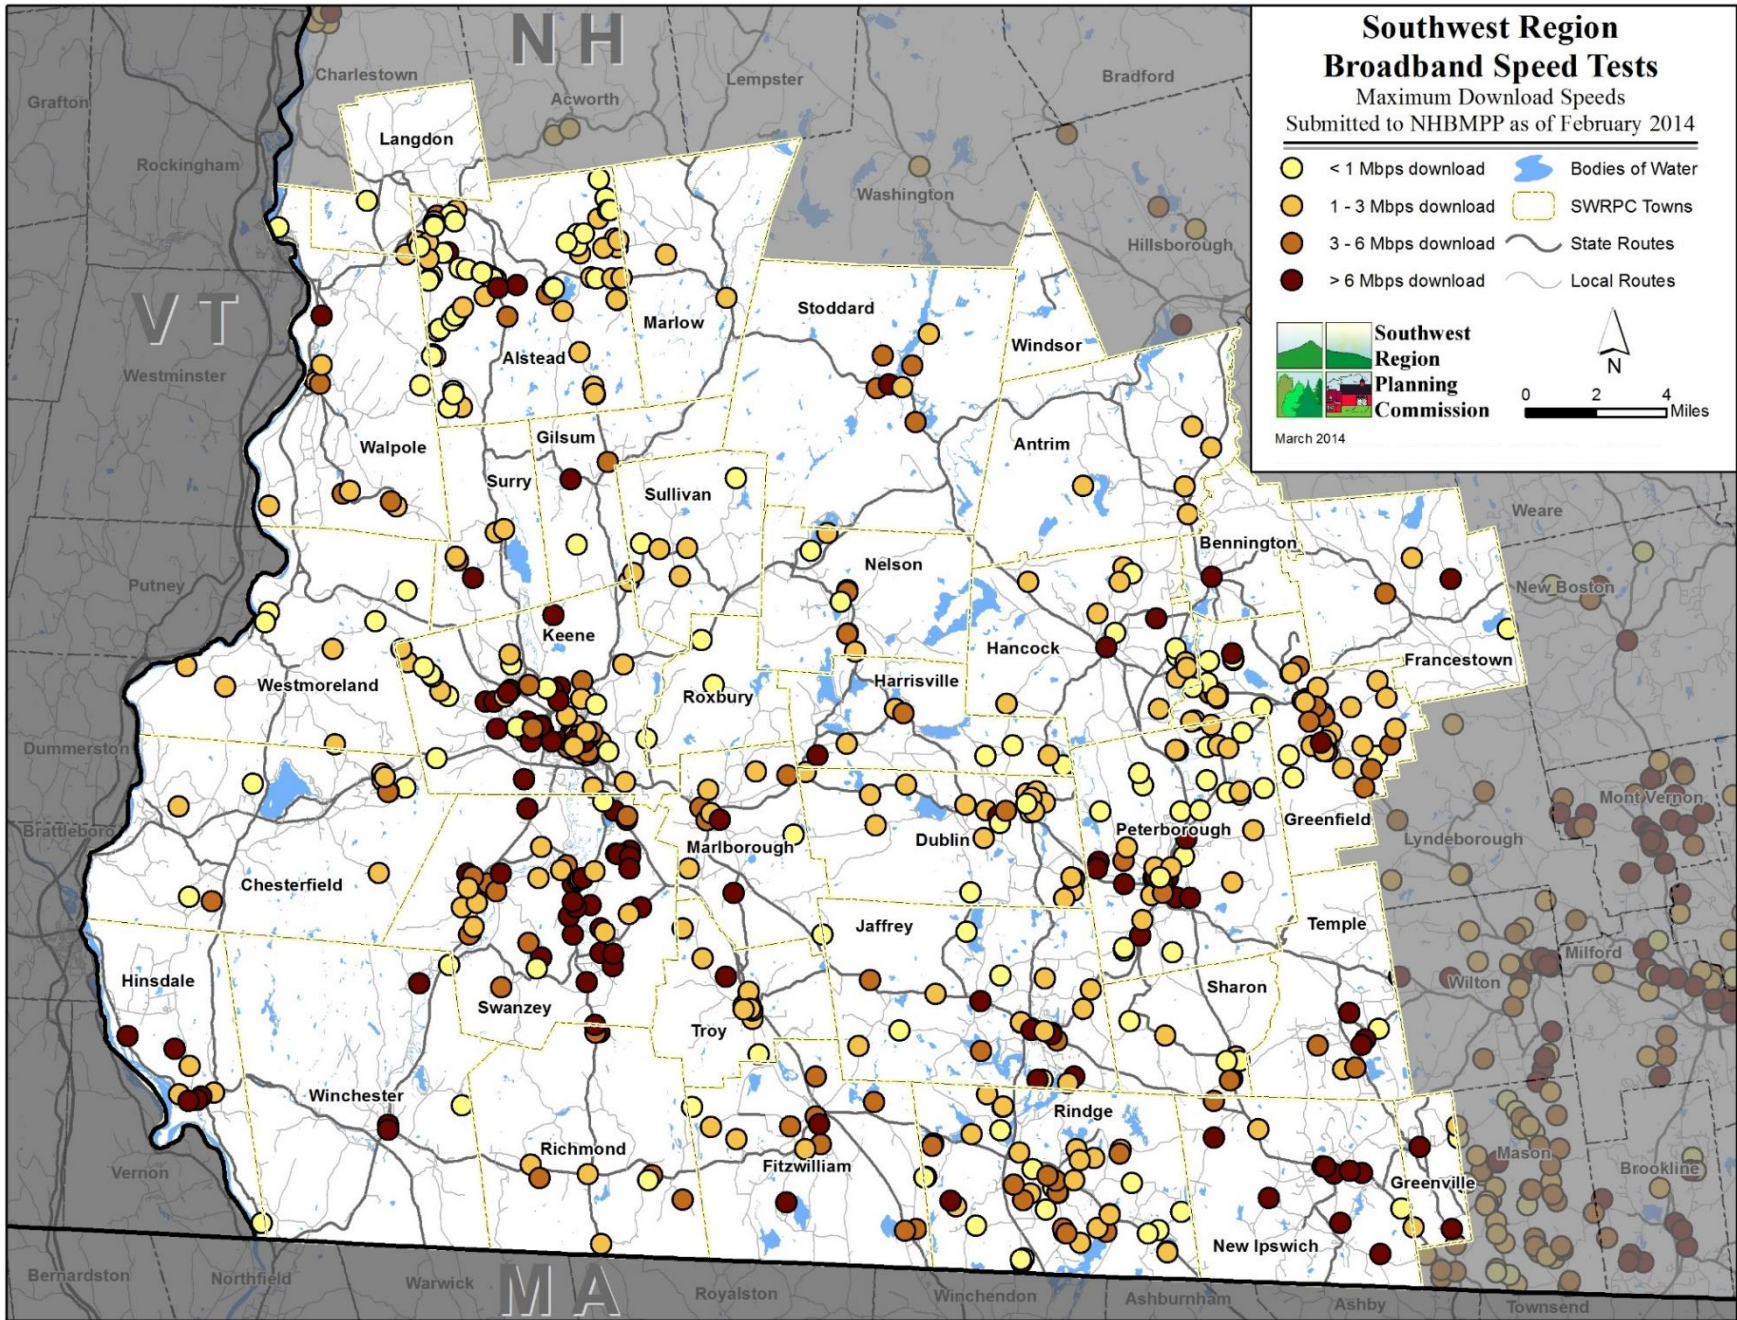 Southwest Region
Broadband Speed Tests
Maximum Download Speeds
Submitted to NHBMPP as of February 2014
< 1 Mbps download
Bodies of Water
1 - 3 Mbps download
SWRPC Towns
3 - 6 Mbps download
State Routes
> 6 Mbps download
Local Routes
Southwest
Region
Planning
Commission
N
0 2 4
Miles
March 2014
NH
VT
MA
Charlestown
Lempster
Bradford
Grafton
Acworth
Langdon
Rockingham
Washington
Hillsborough
Stoddard
Marlow
Windsor
Alstead
Westminster
Walpole
Gilsum
Antrim
Surry
Sullivan
Weare
Bennington
Nelson
Putney
New Boston
Keene
Hancock
Francestown
Westmoreland
Harrisville
Roxbury
Dummerston
Mont Vernon
Brattleboro
Peterborough
Greenfield
Dublin
Lyndeborough
Marlborough
Chesterfield
Jaffrey
Temple
Milford
Hinsdale
Wilton
Sharon
Swanzey
Troy
Winchester
Rindge
Richmond
Mason
Vernon
Fitzwilliam
Brookline
Greenville
New Ipswich
Bernardston
Northfield
Warwick
Royalston
Winchendon
Ashburnham
Ashby
Townsend